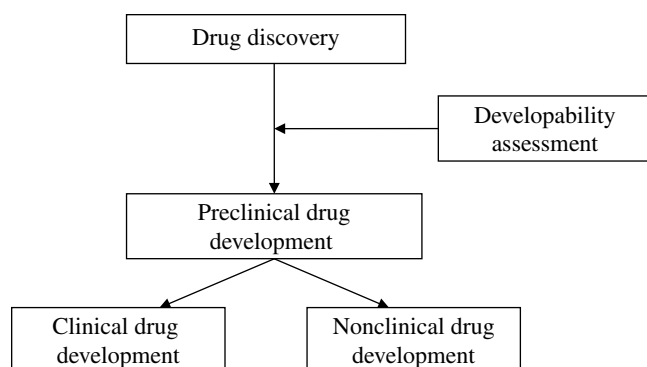 Drug discovery
Developability
assessment
Preclinical drug
development
Clinical drug
development
Nonclinical drug
development